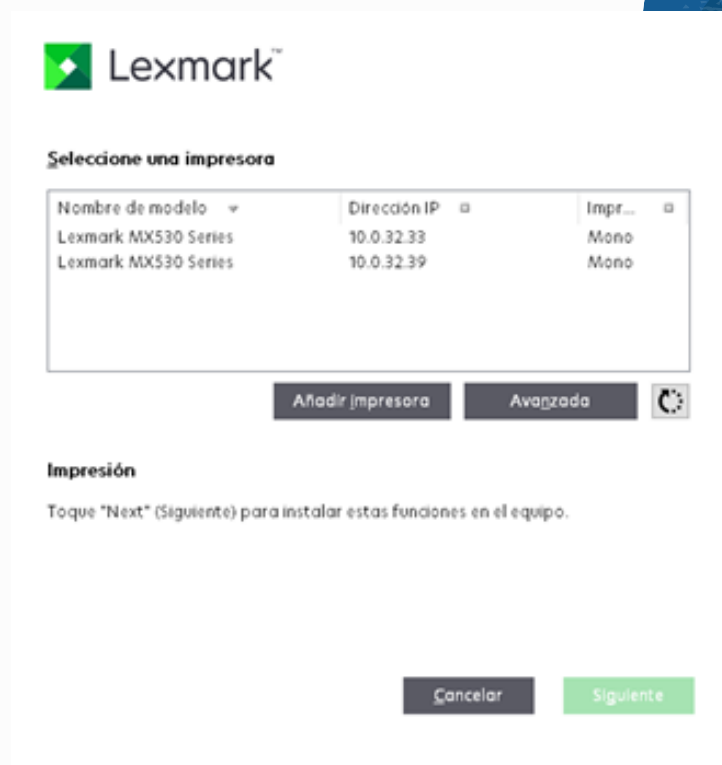 Lexmark™
Seleccione una impresora
Nombre de modelo Dirección IP Impr...
Lexmark MX530 Series 10.0.32.33 Mono
Lexmark MX530 Series 10.0.32.39 Mono
Añadir impresora Avanzada
Impresión
Toque "Next" (Siguiente) para instalar estas funciones en el equipo.
Cancelar Siguiente